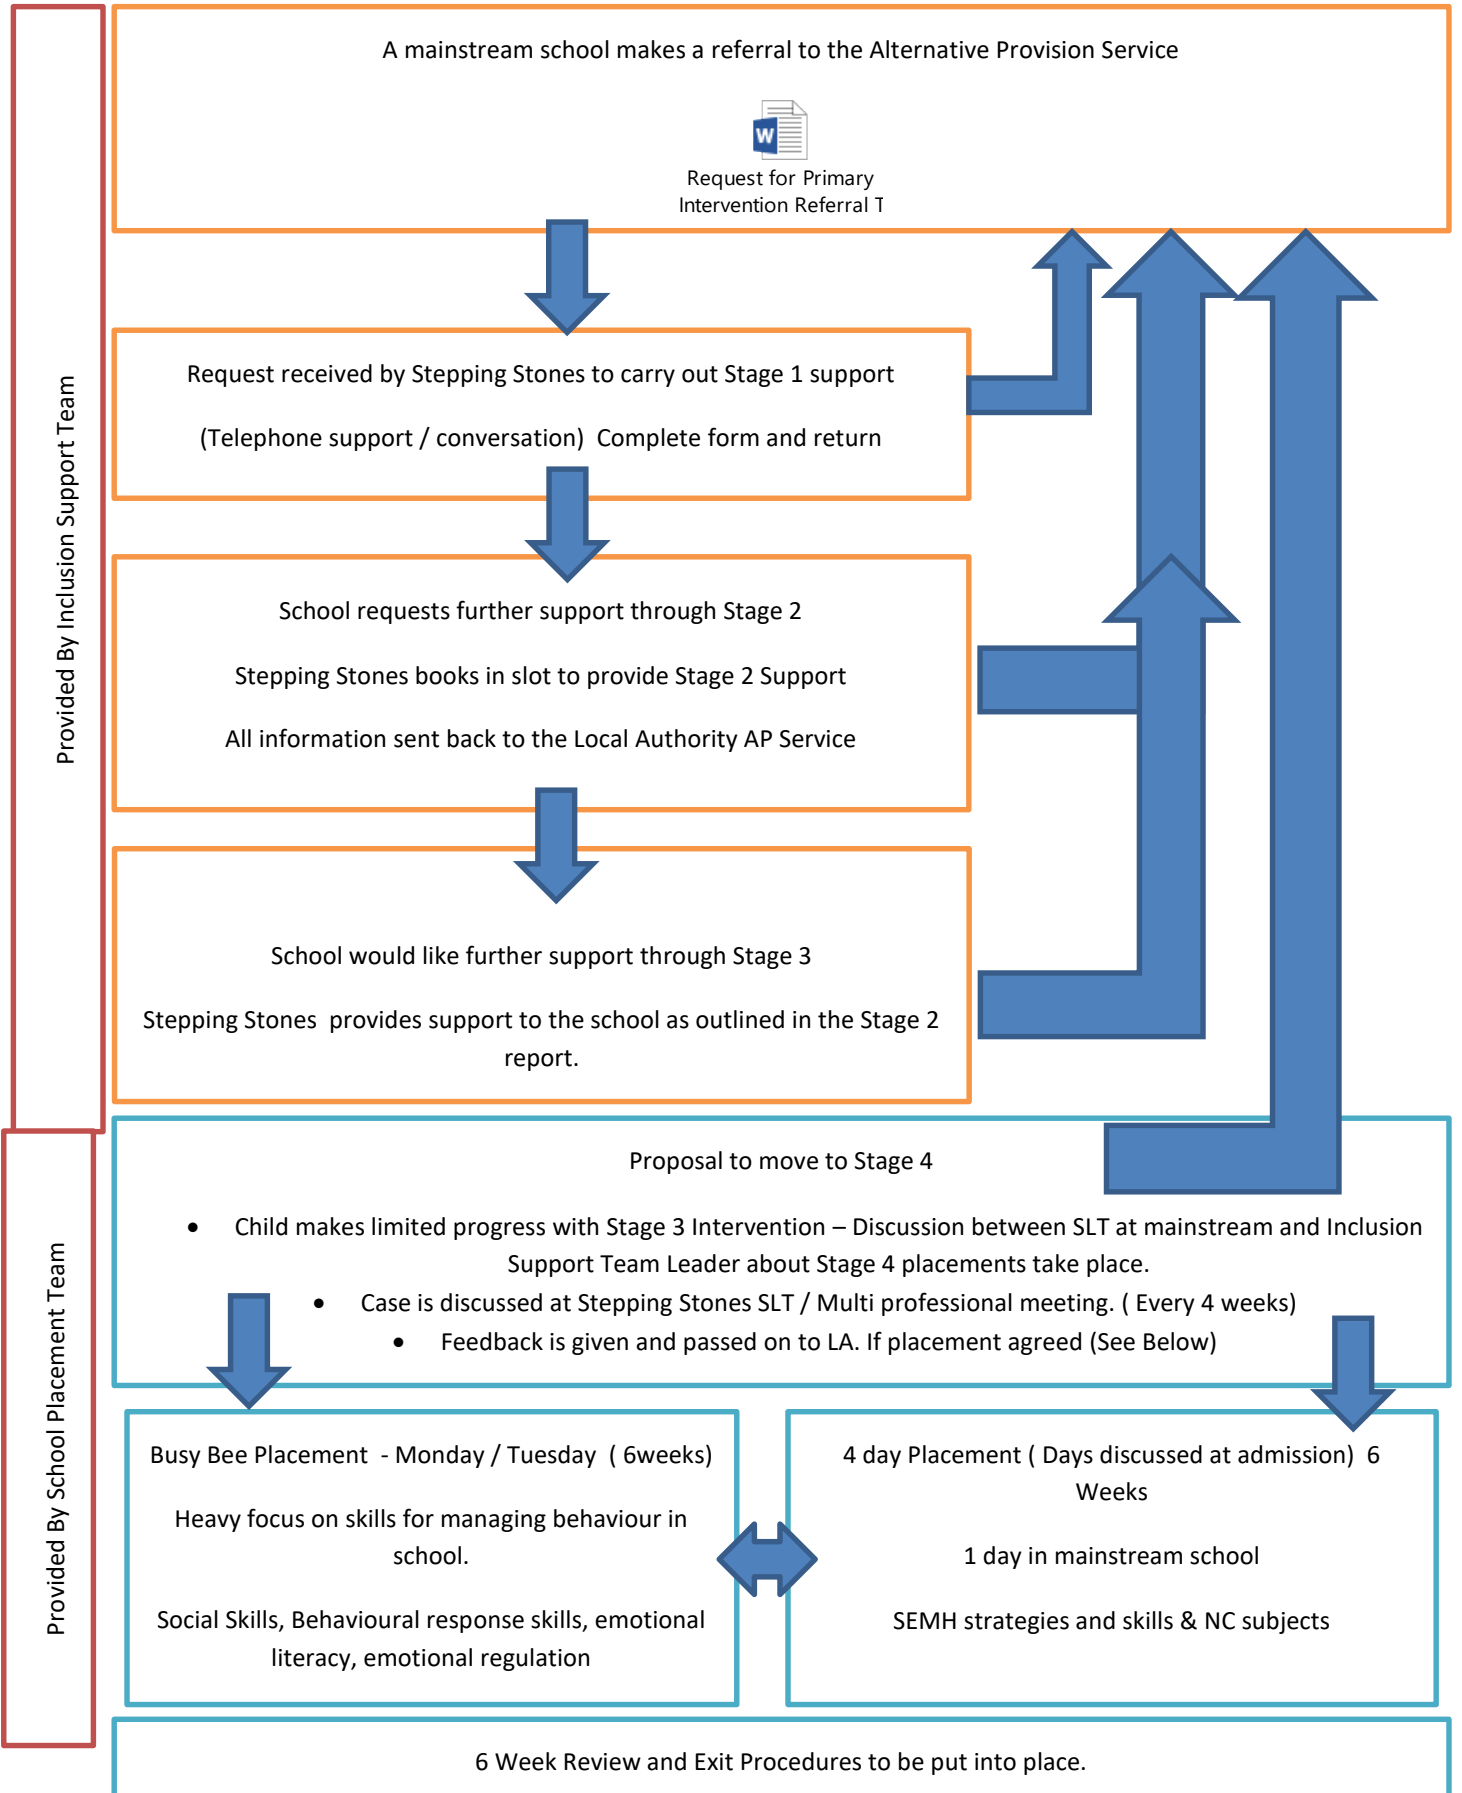 A mainstream school makes a referral to the Alternative Provision Service
W
Request for Primary
Intervention Referral T
Provided By Inclusion Support Team
Request received by Stepping Stones to carry out Stage 1 support
(Telephone support / conversation)  Complete form and return
School requests further support through Stage 2
Stepping Stones books in slot to provide Stage 2 Support
All information sent back to the Local Authority AP Service
School would like further support through Stage 3
Stepping Stones  provides support to the school as outlined in the Stage 2
report.
Provided By School Placement Team
Proposal to move to Stage 4
• Child makes limited progress with Stage 3 Intervention – Discussion between SLT at mainstream and Inclusion
Support Team Leader about Stage 4 placements take place.
• Case is discussed at Stepping Stones SLT / Multi professional meeting. ( Every 4 weeks)
• Feedback is given and passed on to LA. If placement agreed (See Below)
Busy Bee Placement  - Monday / Tuesday  ( 6weeks)
Heavy focus on skills for managing behaviour in
school.
Social Skills, Behavioural response skills, emotional
literacy, emotional regulation
4 day Placement ( Days discussed at admission)  6
Weeks
1 day in mainstream school
SEMH strategies and skills & NC subjects
6 Week Review and Exit Procedures to be put into place.